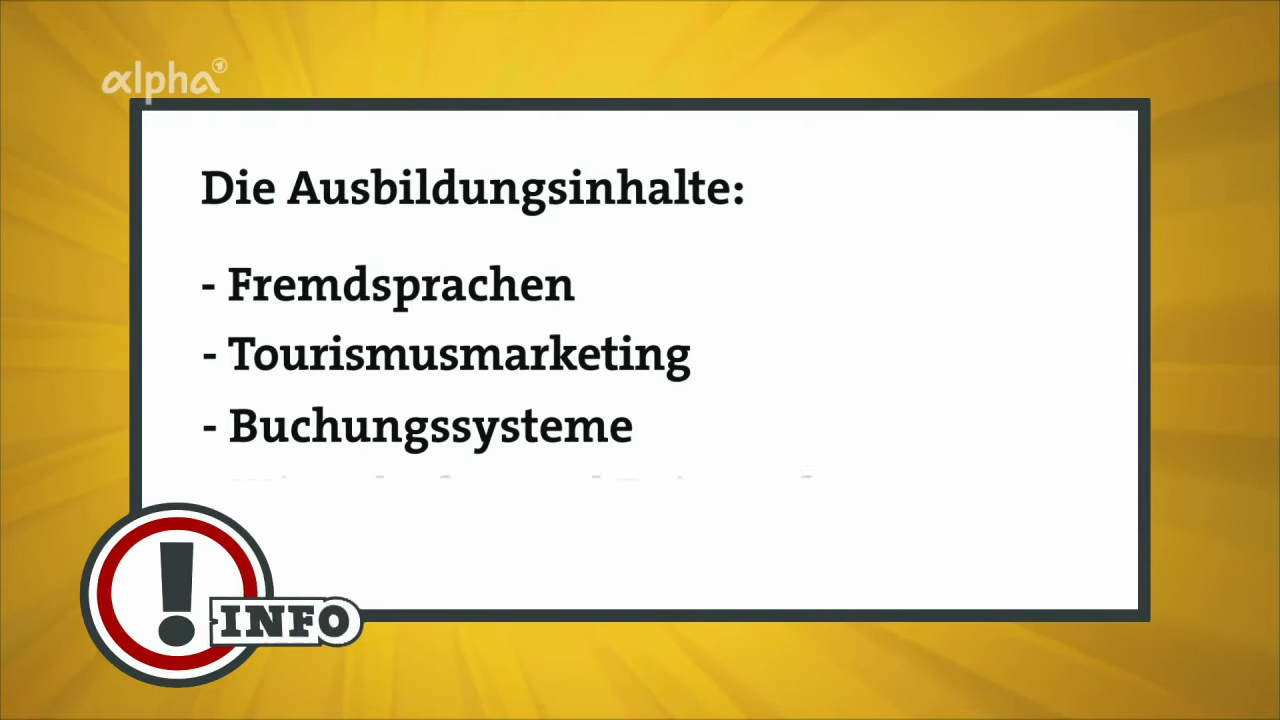 alpha
Die Ausbildungsinhalte:
- Fremdsprachen
- Tourismusmarketing
- Buchungssysteme
! INFO